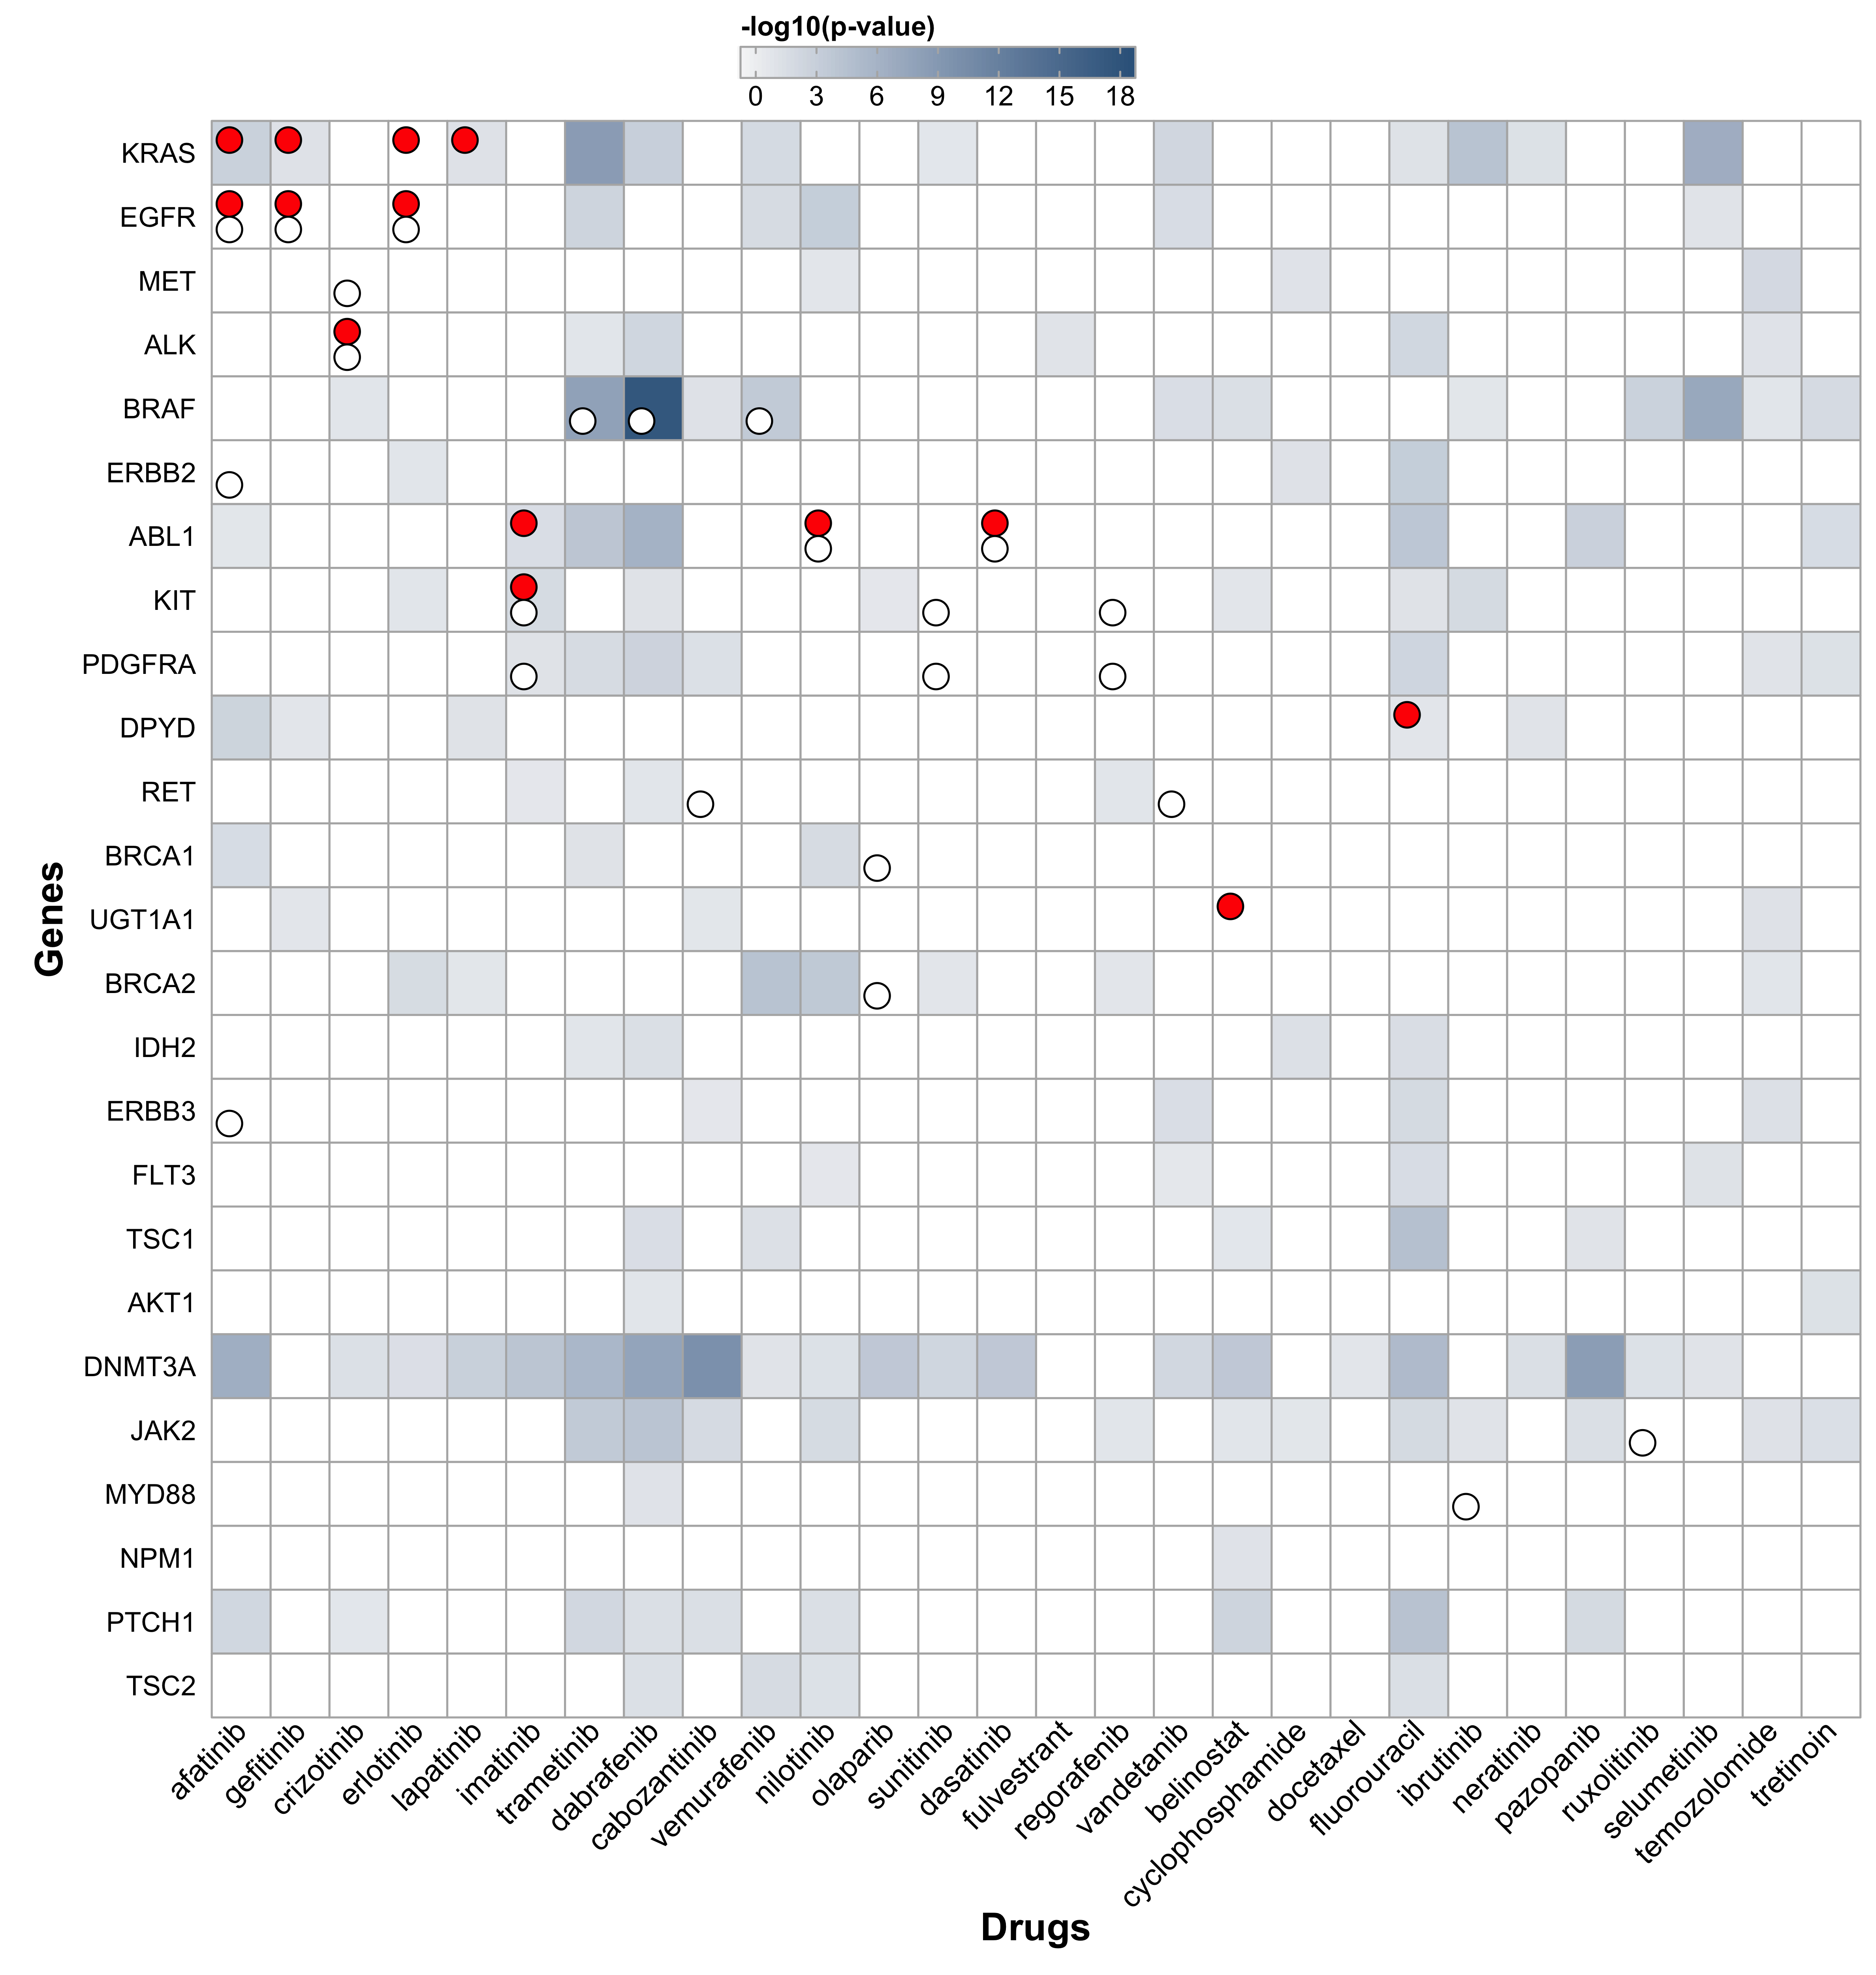 -log10(p-value)
0 3 6 9 12 15 18
KRAS
EGFR
MET
ALK
BRAF
ERBB2
ABL1
KIT
PDGFRA
DPYD
RET
BRCA1
UGT1A1
BRCA2
IDH2
ERBB3
FLT3
TSC1
AKT1
DNMT3A
JAK2
MYD88
NPM1
PTCH1
TSC2
Genes
afatinib
gefitinib
crizotinib
erlotinib
lapatinib
imatinib
trametinib
dabrafenib
cabozantinib
vemurafenib
nilotinib
olaparib
sunitinib
dasatinib
fulvestrant
regorafenib
vandetanib
belinostat
cyclophosphamide
docetaxel
fluorouracil
ibrutinib
neratinib
pazopanib
ruxolitinib
selumetinib
temozolomide
tretinoin
Drugs